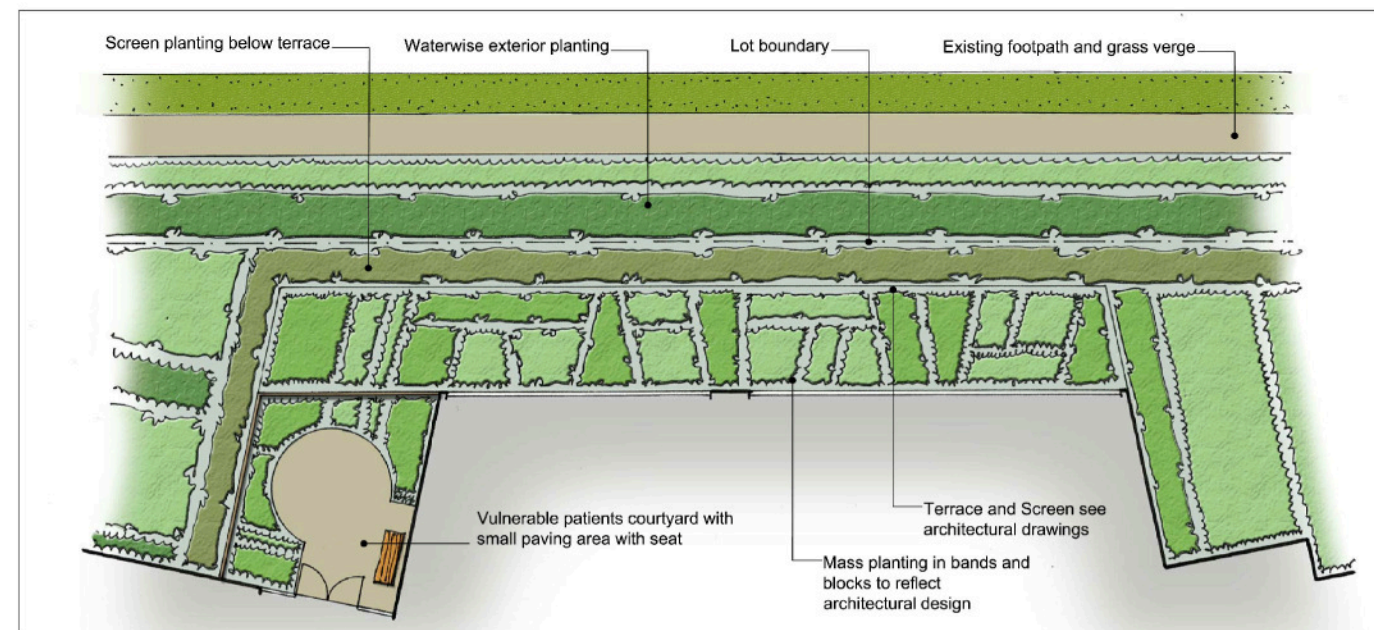 Screen planting below terrace
Waterwise exterior planting
Lot boundary
Existing footpath and grass verge
Vulnerable patients courtyard with
small paving area with seat
Terrace and Screen see
architectural drawings
Mass planting in bands and
blocks to reflect
architectural design